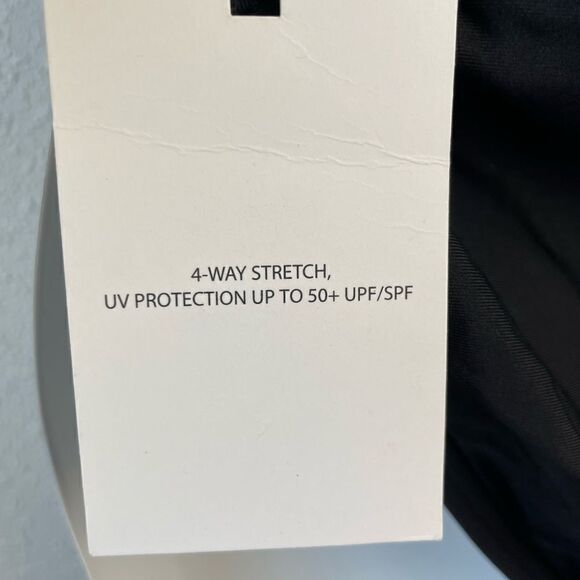 4-WAY STRETCH,
UV PROTECTION UP TO 50+ UPF/SPF